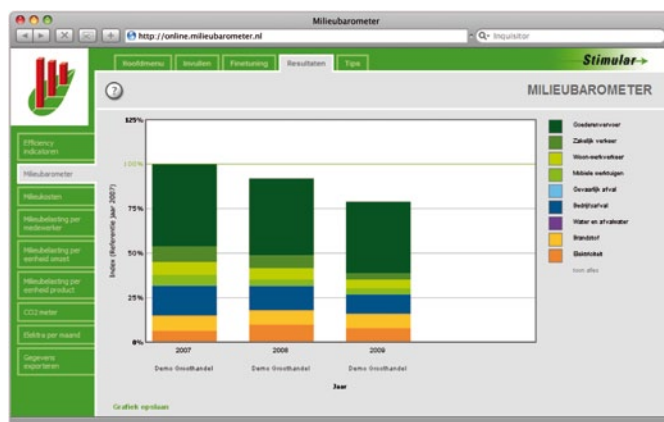 Milieubarometer
http://online.milieubarometer.nl
Inquisitor
Hoofdmenu
Invullen
Finetuning
Resultaten
Tips
Stimular
?
MILIEUBAROMETER
Efficiency
indicatoren
Milieubarometer
Milieukosten
Milieubelasting per
medewerker
Milieubelasting per
eenheid omzet
Milieubelasting per
eenheid product
CO2 meter
Elektra per maand
Gegevens
exporteren
Index (Referentie jaar 2007)
125%
100%
75%
50%
25%
0%
2007
2008
2009
Demo Groothandel
Demo Groothandel
Demo Groothandel
Jaar
Goederenvervoer
Zakelijk verkeer
Woon-werkverkeer
Mobiele werktuigen
Gevaarlijk afval
Bedrijfsafval
Water en afvalwater
Brandstof
Elektriciteit
toon alles
Grafiek opslaan